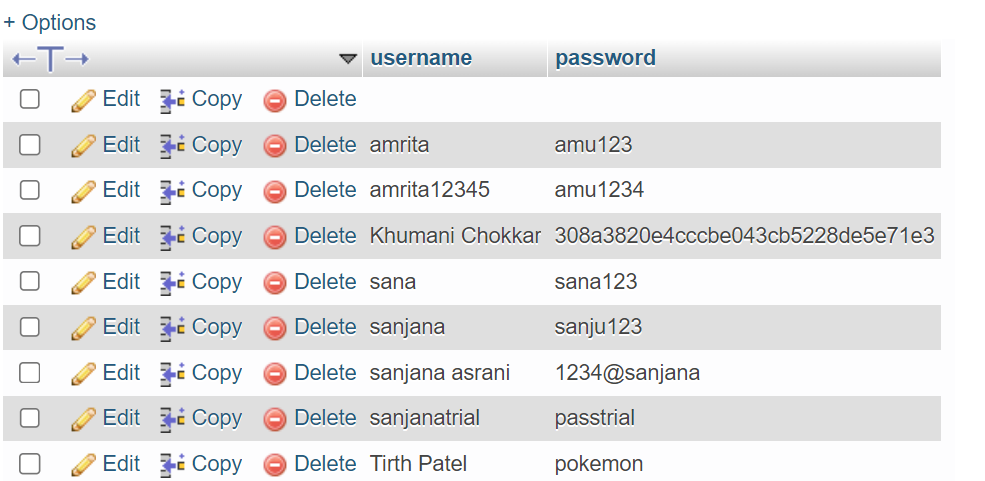 + Options
username password
Edit Copy Delete
Edit Copy Delete amrita amu123
Edit Copy Delete amrita12345 amu1234
Edit Copy Delete Khumani Chokkar 308a3820e4cccbe043cb5228de5e71e3
Edit Copy Delete sana sana123
Edit Copy Delete sanjana sanju123
Edit Copy Delete sanjana asrani 1234@sanjana
Edit Copy Delete sanjanatrial passtrial
Edit Copy Delete Tirth Patel pokemon